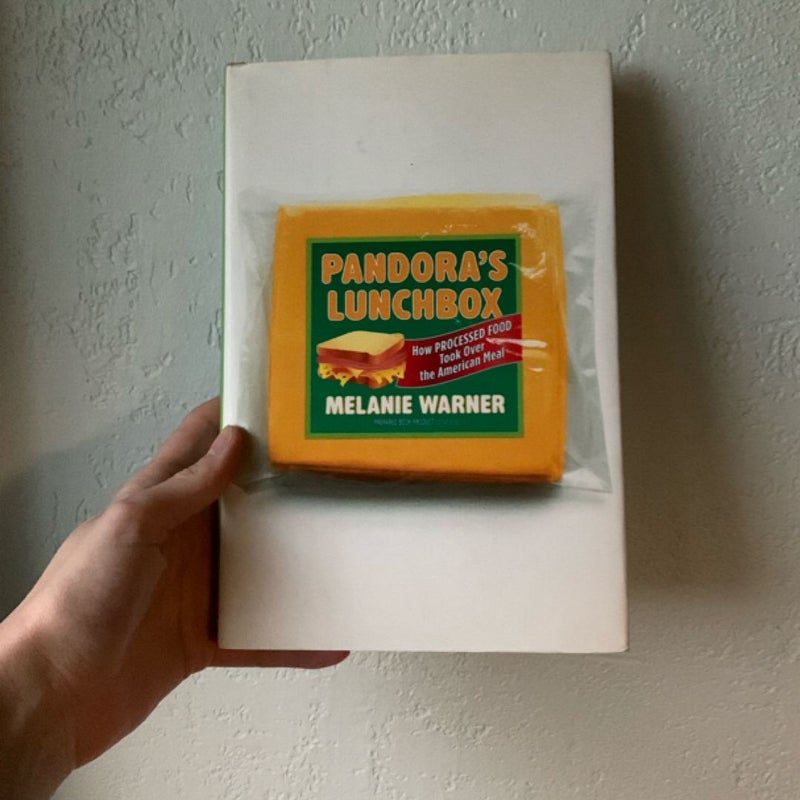 PANDORA'S
LUNCHBOX
How PROCESSED FOOD
Took Over
the American Meal
MELANIE WARNER